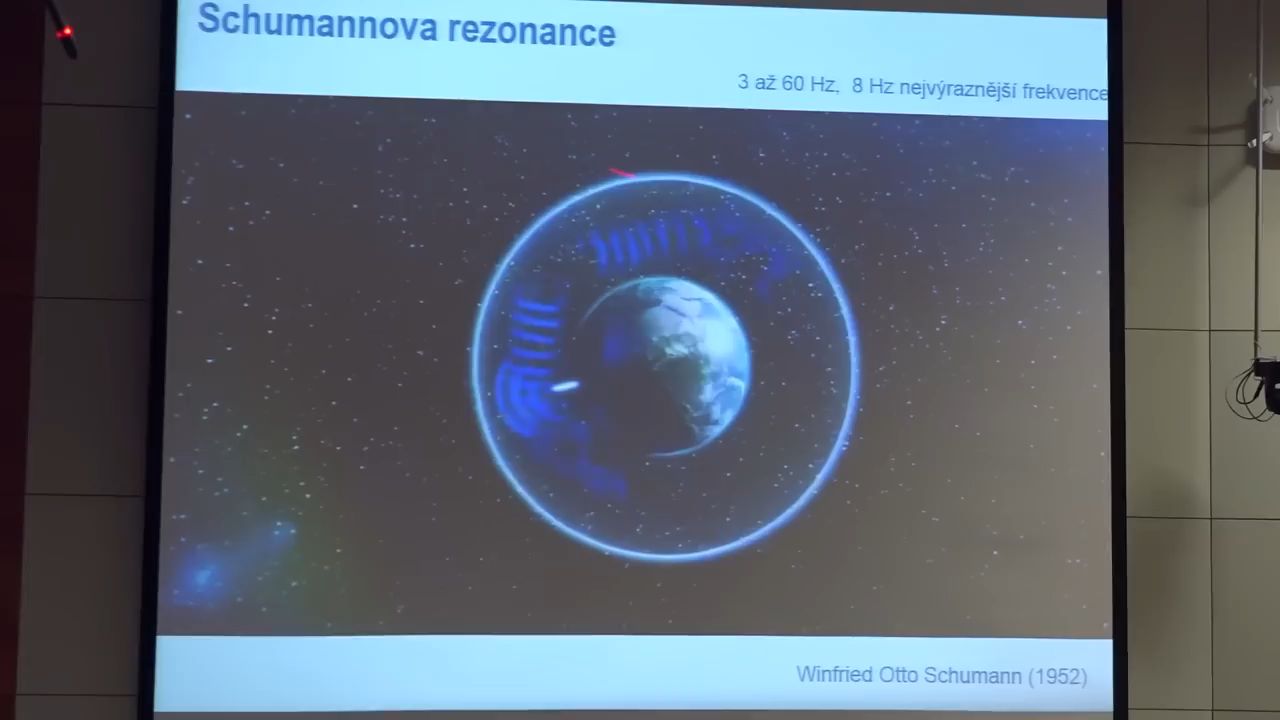 Schumannova rezonance
3 až 60 Hz, 8 Hz nejvýraznější frekvence
Winfried Otto Schumann (1952)